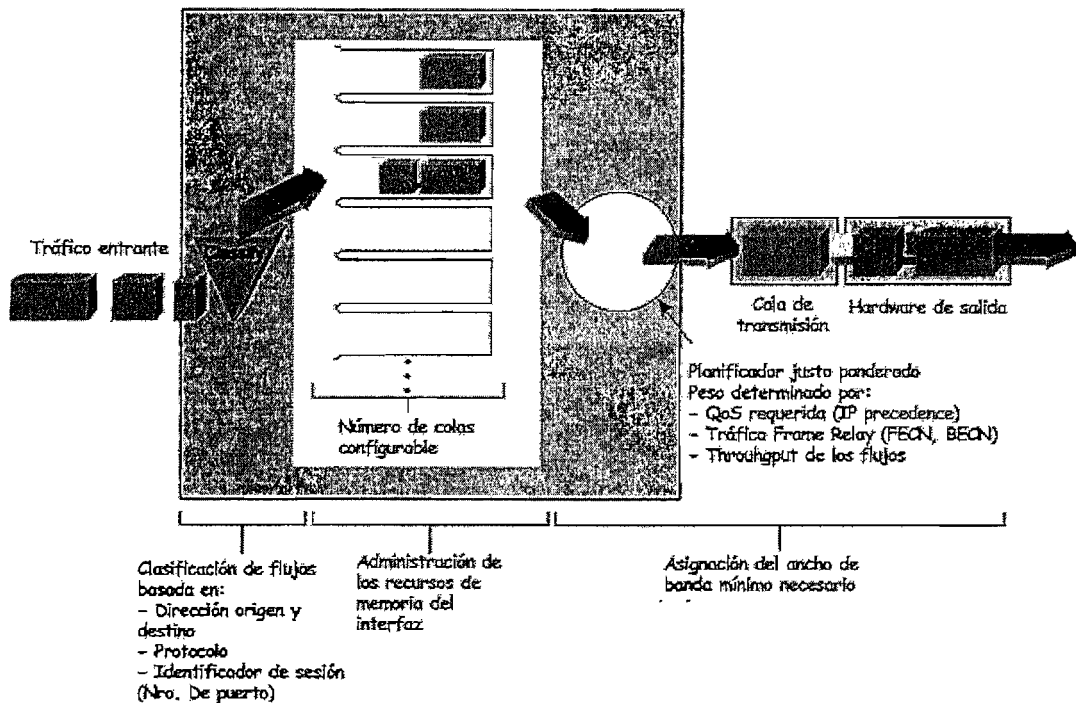 Tráfico entrante
Classify
Cola de
transmisión
Hardware de salida
Número de colas
configurable
Planificador justo ponderado
Peso determinado por:
- QoS requerida (IP precedence)
- Tráfico Frame Relay (FECN, BECN)
- Throuhgput de los flujos
Clasificación de flujos
basada en:
- Dirección origen y
destino
- Protocolo
- Identificador de sesión
(Nro. De puerto)
Administración de
los recursos de
memoria del
interfaz
Asignación del ancho de
banda mínimo necesario